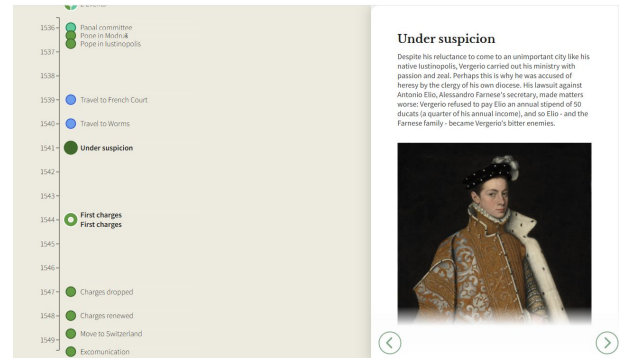 Events
1536
Papal committee
Pope in Modruš
1537
Pope in Iustinopolis
1538
1539
Travel to French Court
1540
Travel to Worms
1541
Under suspicion
1542
1543
1544
First charges
First charges
1545
1546
1547
Charges dropped
1548
Charges renewed
1549
Move to Switzerland
Excomunication
Under suspicion
Despite his reluctance to come to an unimportant city like his
native Iustinopolis, Vergerio carried out his ministry with
passion and zeal. Perhaps this is why he was accused of
heresy by the clergy of his own diocese. His lawsuit against
Antonio Elio, Alessandro Farnese's secretary, made matters
worse: Vergerio refused to pay Elio an annual stipend of 50
ducats (a quarter of his annual income), and so Elio - and the
Farnese family - became Vergerio's bitter enemies.